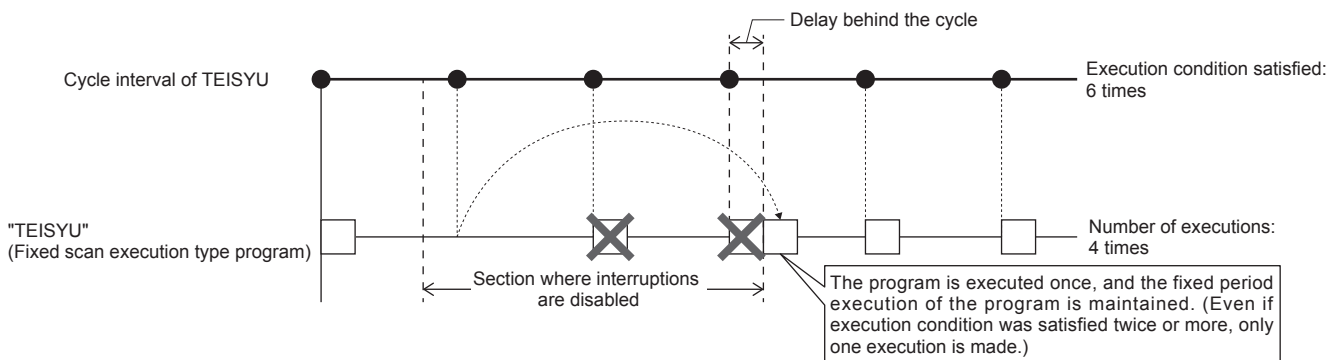 Delay behind the cycle
Cycle interval of TEISYU
Execution condition satisfied:
6 times
"TEISYU"
(Fixed scan execution type program)
Number of executions:
4 times
Section where interruptions
are disabled
The program is executed once, and the fixed period
execution of the program is maintained. (Even if
execution condition was satisfied twice or more, only
one execution is made.)